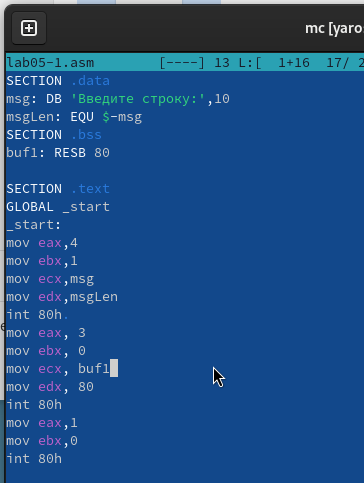 mc [yaro
lab05-1.asm [----] 13 L:[ 1+16 17/ 2
SECTION .data
msg: DB 'Введите строку:',10
msgLen: EQU $-msg
SECTION .bss
buf1: RESB 80
SECTION .text
GLOBAL _start
_start:
mov eax,4
mov ebx,1
mov ecx,msg
mov edx,msgLen
int 80h
mov eax, 3
mov ebx, 0
mov ecx, buf1
mov edx, 80
int 80h
mov eax,1
mov ebx,0
int 80h